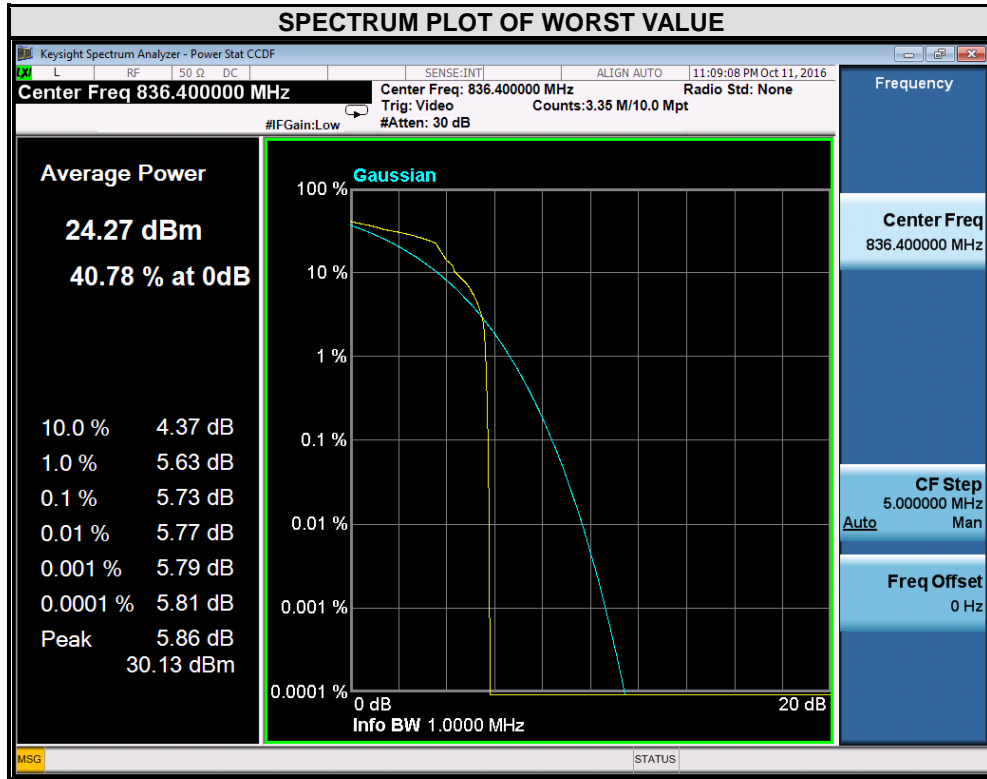 SPECTRUM PLOT OF WORST VALUE
Keysight Spectrum Analyzer - Power Stat CCDF
LXI L RF 50 Ω DC SENSE:INT ALIGN AUTO 11:09:08 PM Oct 11, 2016
Center Freq 836.400000 MHz
#IFGain:Low
Center Freq: 836.400000 MHz
Radio Std: None
Trig: Video
Counts:3.35 M/10.0 Mpt
#Atten: 30 dB
Frequency
Average Power
24.27 dBm
40.78 % at 0dB
10.0 % 4.37 dB
1.0 % 5.63 dB
0.1 % 5.73 dB
0.01 % 5.77 dB
0.001 % 5.79 dB
0.0001 % 5.81 dB
Peak 5.86 dB
30.13 dBm
Gaussian
100 %
10 %
1 %
0.1 %
0.01 %
0.001 %
0.0001 %
0 dB
20 dB
Info BW 1.0000 MHz
Center Freq
836.400000 MHz
CF Step
5.000000 MHz
Auto Man
Freq Offset
0 Hz
MSG
STATUS